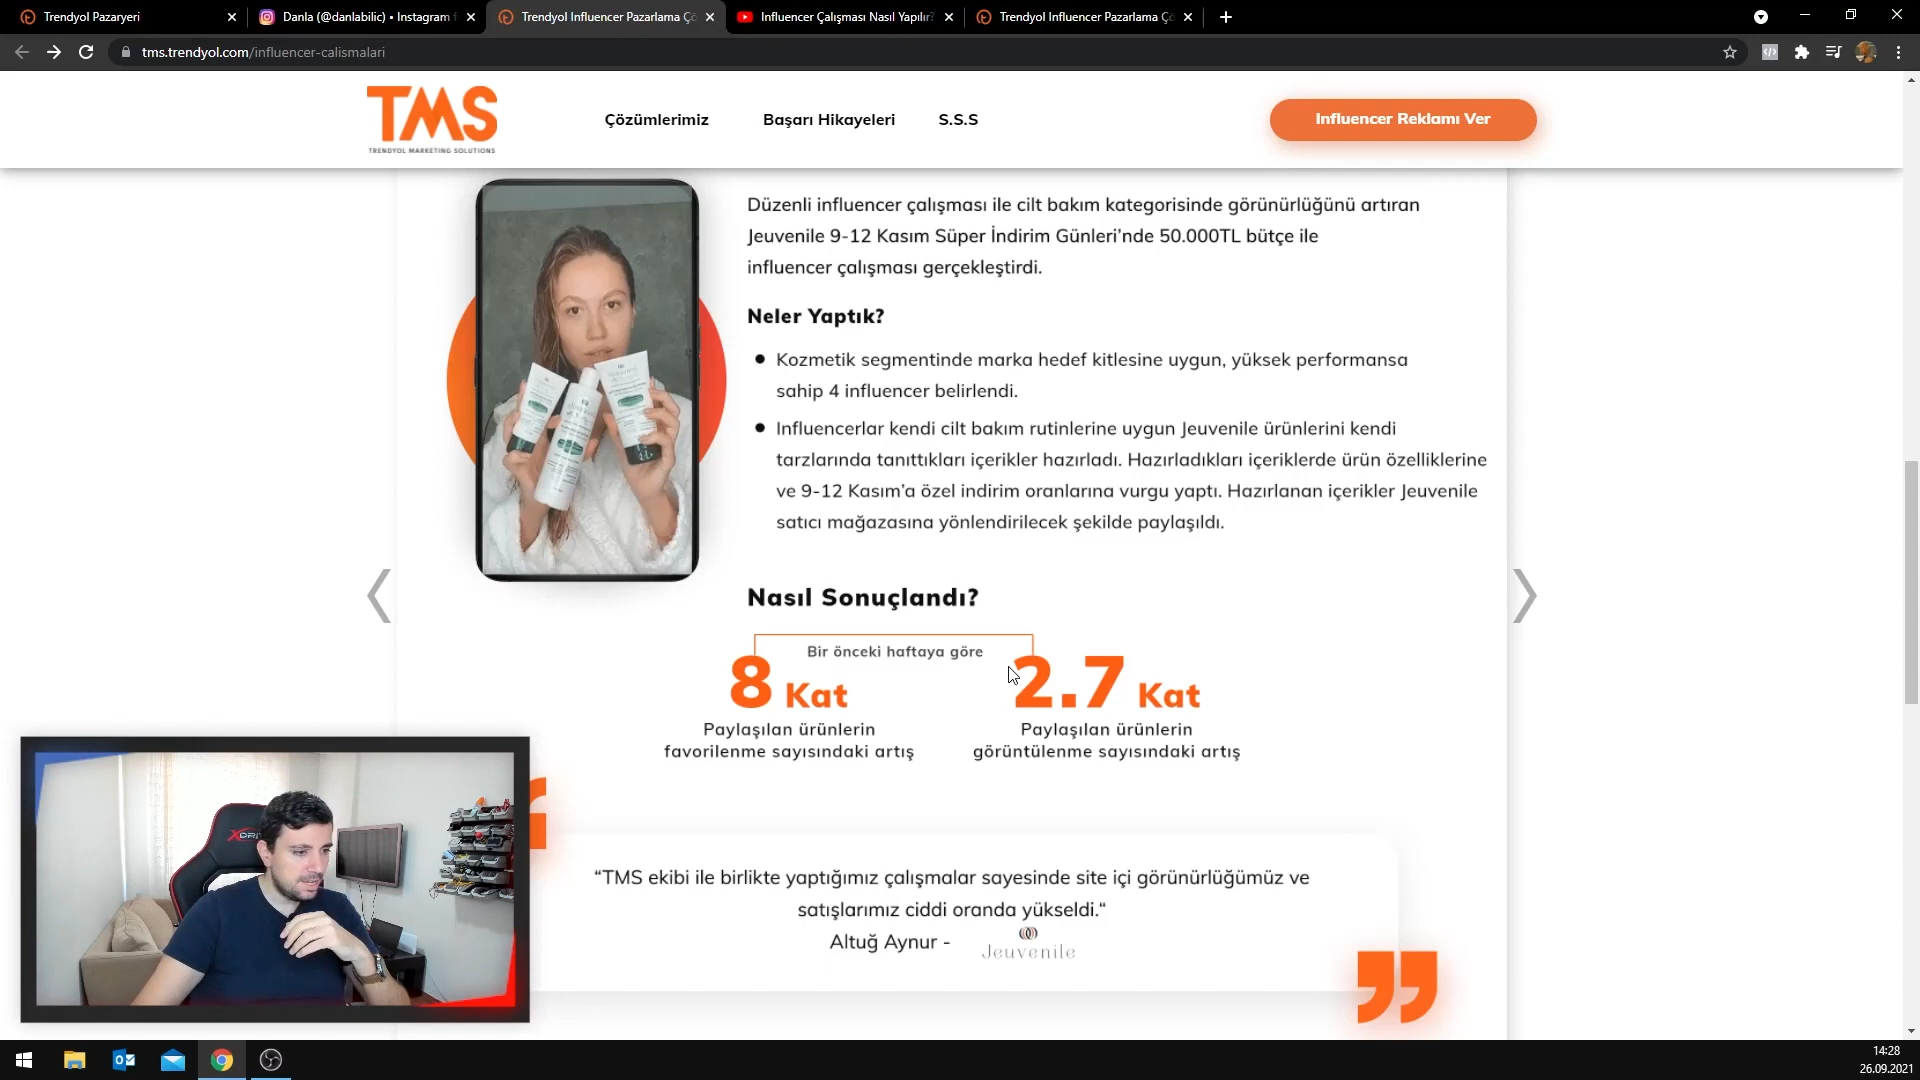 Trendyol Pazaryeri
Danla (@danlabilic) • Instagram f
Trendyol Influencer Pazarlama Çö
Influencer Çalışması Nasıl Yapılır?
Trendyol Influencer Pazarlama Çö
tms.trendyol.com/influencer-calismalari
TMS
TRENDYOL MARKETING SOLUTIONS
Çözümlerimiz
Başarı Hikayeleri
S.S.S
Influencer Reklamı Ver
Düzenli influencer çalışması ile cilt bakım kategorisinde görünürlüğünü artıran
Jeuvenile 9-12 Kasım Süper İndirim Günleri’nde 50.000TL bütçe ile
influencer çalışması gerçekleştirdi.
Neler Yaptık?
Kozmetik segmentinde marka hedef kitlesine uygun, yüksek performansa
sahip 4 influencer belirlendi.
Influencerlar kendi cilt bakım rutinlerine uygun Jeuvenile ürünlerini kendi
tarzlarında tanıttıkları içerikler hazırladı. Hazırladıkları içeriklerde ürün özelliklerine
ve 9-12 Kasım’a özel indirim oranlarına vurgu yaptı. Hazırlanan içerikler Jeuvenile
satıcı mağazasına yönlendirilecek şekilde paylaşıldı.
Nasıl Sonuçlandı?
Bir önceki haftaya göre
8 Kat
2.7 Kat
Paylaşılan ürünlerin
favorilenme sayısındaki artış
Paylaşılan ürünlerin
görüntülenme sayısındaki artış
“TMS ekibi ile birlikte yaptığımız çalışmalar sayesinde site içi görünürlüğümüz ve
satışlarımız ciddi oranda yükseldi.“
Altuğ Aynur -
Jeuvenile
14:28
26.09.2021